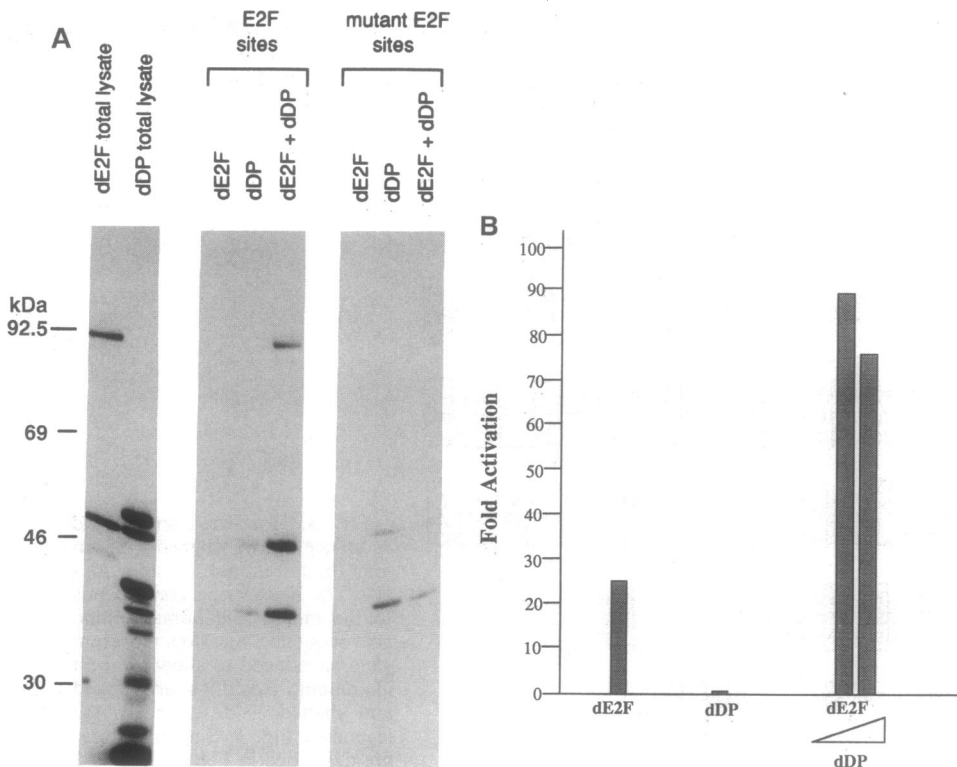 A
E2F
sites
mutant E2F
sites
dE2F total lysate
dDP total lysate
dE2F
dDP
dE2F + dDP
dE2F
dDP
dE2F + dDP
kDa
92.5
69
46
30
B
Fold Activation
100
90
80
70
60
50
40
30
20
10
0
dE2F
dDP
dE2F
dDP